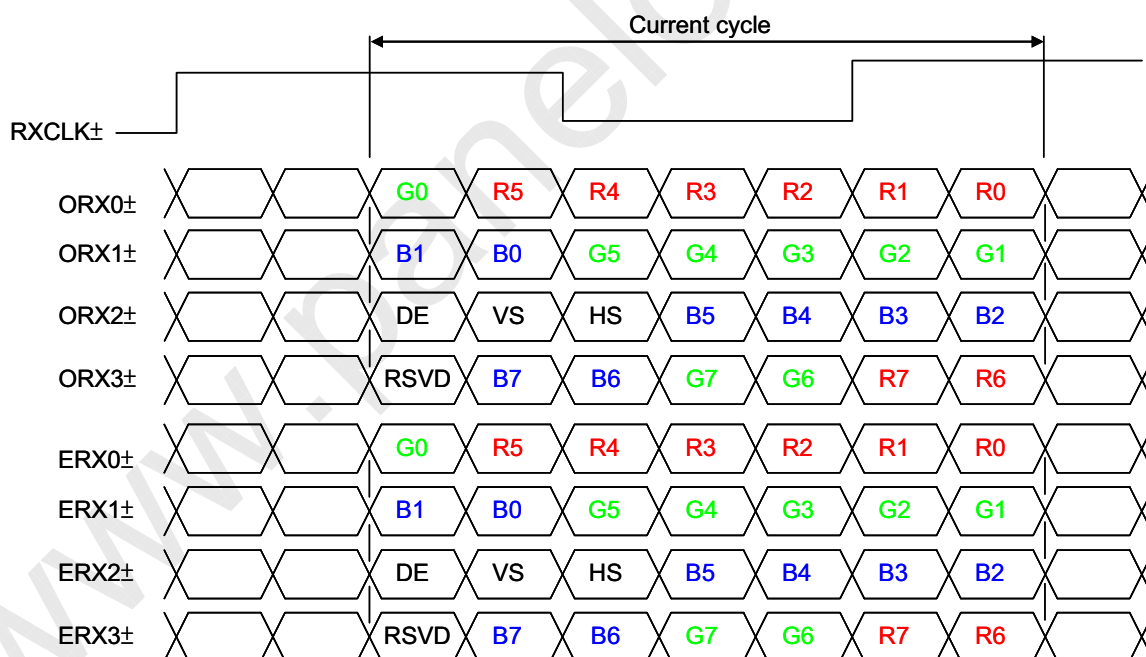 Current cycle
RXCLK±
ORX0± G0 R5 R4 R3 R2 R1 R0
ORX1± B1 B0 G5 G4 G3 G2 G1
ORX2± DE VS HS B5 B4 B3 B2
ORX3± RSVD B7 B6 G7 G6 R7 R6
ERX0± G0 R5 R4 R3 R2 R1 R0
ERX1± B1 B0 G5 G4 G3 G2 G1
ERX2± DE VS HS B5 B4 B3 B2
ERX3± RSVD B7 B6 G7 G6 R7 R6